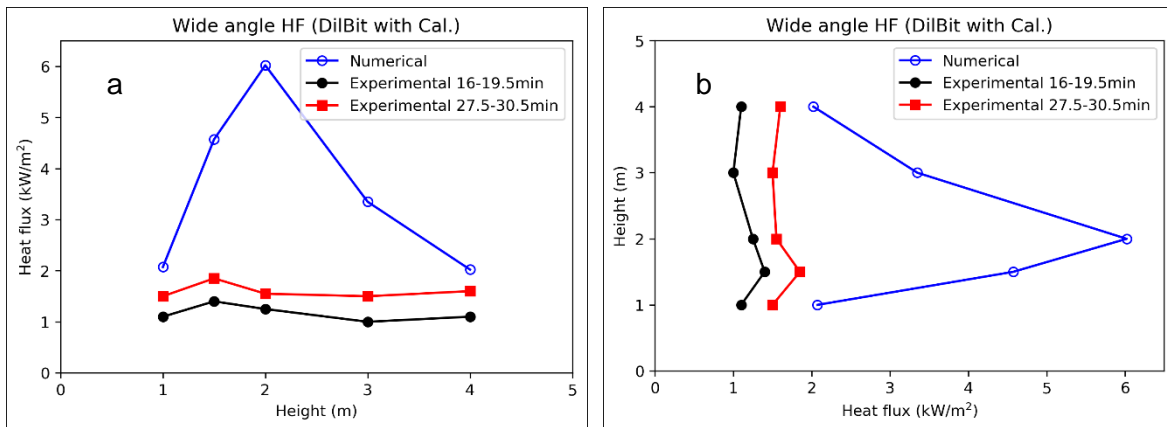 Wide angle HF (DilBit with Cal.)
a
Numerical
Experimental 16-19.5min
Experimental 27.5-30.5min
Heat flux (kW/m²)
6
5
4
3
2
1
0
0 1 2 3 4 5
Height (m)
Wide angle HF (DilBit with Cal.)
b
Numerical
Experimental 16-19.5min
Experimental 27.5-30.5min
Height (m)
5
4
3
2
1
0
0 1 2 3 4 5 6
Heat flux (kW/m²)